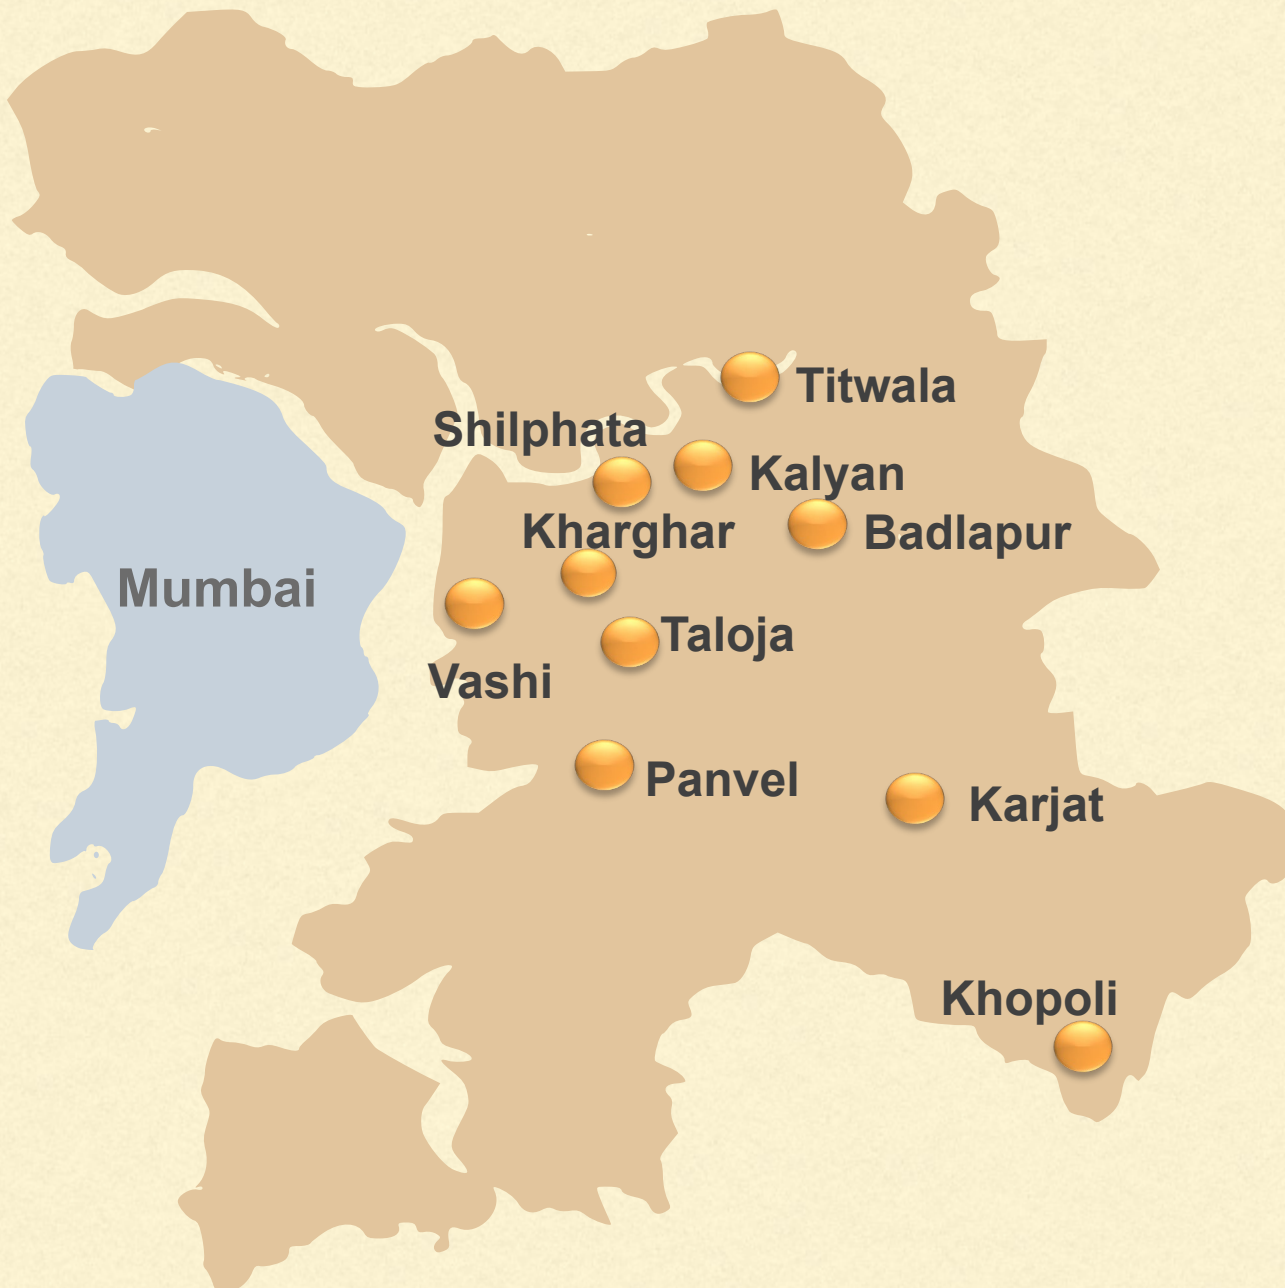 Titwala
Shilphata
Kalyan
Kharghar
Badlapur
Mumbai
Taloja
Vashi
Panvel
Karjat
Khopoli